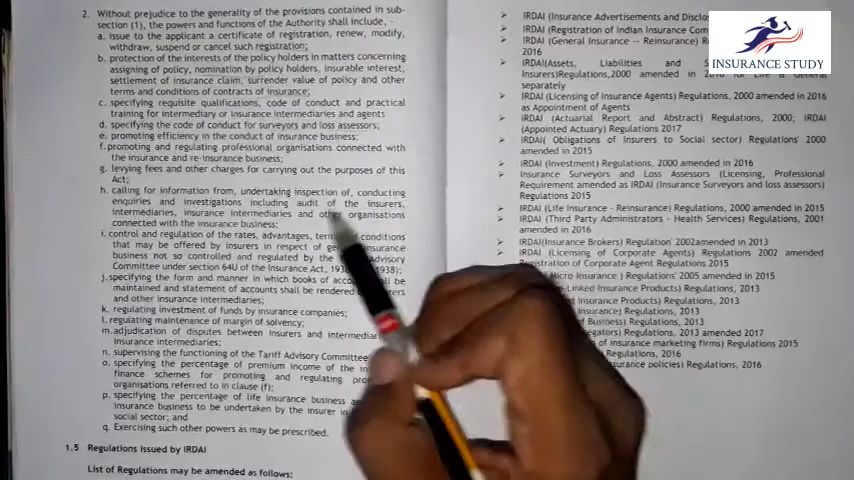 2. Without prejudice to the generality of the provisions contained in sub-
section (1), the powers and functions of the Authority shall include, -
a. issue to the applicant a certificate of registration, renew, modify,
withdraw, suspend or cancel such registration;
b. protection of the interests of the policy holders in matters concerning
assigning of policy, nomination by policy holders, insurable interest,
settlement of insurance claim, surrender value of policy and other
terms and conditions of contracts of insurance;
c. specifying requisite qualifications, code of conduct and practical
training for intermediary or insurance intermediaries and agents
d. specifying the code of conduct for surveyors and loss assessors;
e. promoting efficiency in the conduct of insurance business;
f. promoting and regulating professional organisations connected with
the insurance and re-insurance business;
g. levying fees and other charges for carrying out the purposes of this
Act;
h. calling for information from, undertaking inspection of, conducting
enquiries and investigations including audit of the insurers,
intermediaries, insurance intermediaries and other organisations
connected with the insurance business;
i. control and regulation of the rates, advantages, conditions
that may be offered by insurers in respect of insurance
business not so controlled and regulated by the Advisory
Committee under section 64U of the Insurance Act, 1938 1938);
j. specifying the form and manner in which books of
maintained and statement of accounts shall be rendered
and other insurance intermediaries;
k. regulating investment of funds by insurance companies;
l. regulating maintenance of margin of solvency;
m. adjudication of disputes between insurers and
insurance intermediaries;
n. supervising the functioning of the Tariff Advisory Committee
o. specifying the percentage of premium income of the
finance schemes for promoting and regulating
organisations referred to in clause (f);
p. specifying the percentage of life insurance business
insurance business to be undertaken by the insurer
social sector; and
q. Exercising such other powers as may be prescribed.
1.5 Regulations issued by IRDAI
List of Regulations may be amended as follows:
INSURANCE STUDY
➢ IRDAI (Insurance Advertisements and
➢ IRDAI (Registration of Indian Insurance
➢ IRDAI (General Insurance -- Reinsurance)
2016
➢ IRDAI(Assets, Liabilities and
Insurers)Regulations,2000 amended in for Life &
separately
➢ IRDAI (Licensing of Insurance Agents) Regulations, 2000 amended in 2016
as Appointment of Agents
➢ IRDAI (Actuarial Report and Abstract) Regulations, 2000; IRDAI
(Appointed Actuary) Regulations 2017
➢ IRDAI( Obligations of Insurers to Social sector) Regulations' 2000
amended in 2015
➢ IRDAI (Investment) Regulations, 2000 amended in 2016
➢ Insurance Surveyors and Loss Assessors (Licensing, Professional
Requirement amended as IRDAI (Insurance Surveyors and loss assessors)
Regulations 2015
➢ IRDAI (Life Insurance - Reinsurance) Regulations, 2000 amended in 2015
➢ IRDAI (Third Party Administrators - Health Services) Regulations, 2001
amended in 2016
➢ IRDAI(Insurance Brokers) Regulation' 2002amended in 2013
➢ IRDAI (Licensing of Corporate Agents) Regulations 2002 amended
Registration of Corporate Agent Regulations 2015
Micro Insurance ) Regulations' 2005 amended in 2015
Linked Insurance Products) Regulations, 2013
Insurance Products) Regulations, 2013
Insurance) Regulations, 2013
of Business) Regulations, 2013
Regulations, 2013 amended 2017
of insurance marketing firms) Regulations 2015
Regulations, 2016
insurance policies) Regulations, 2016